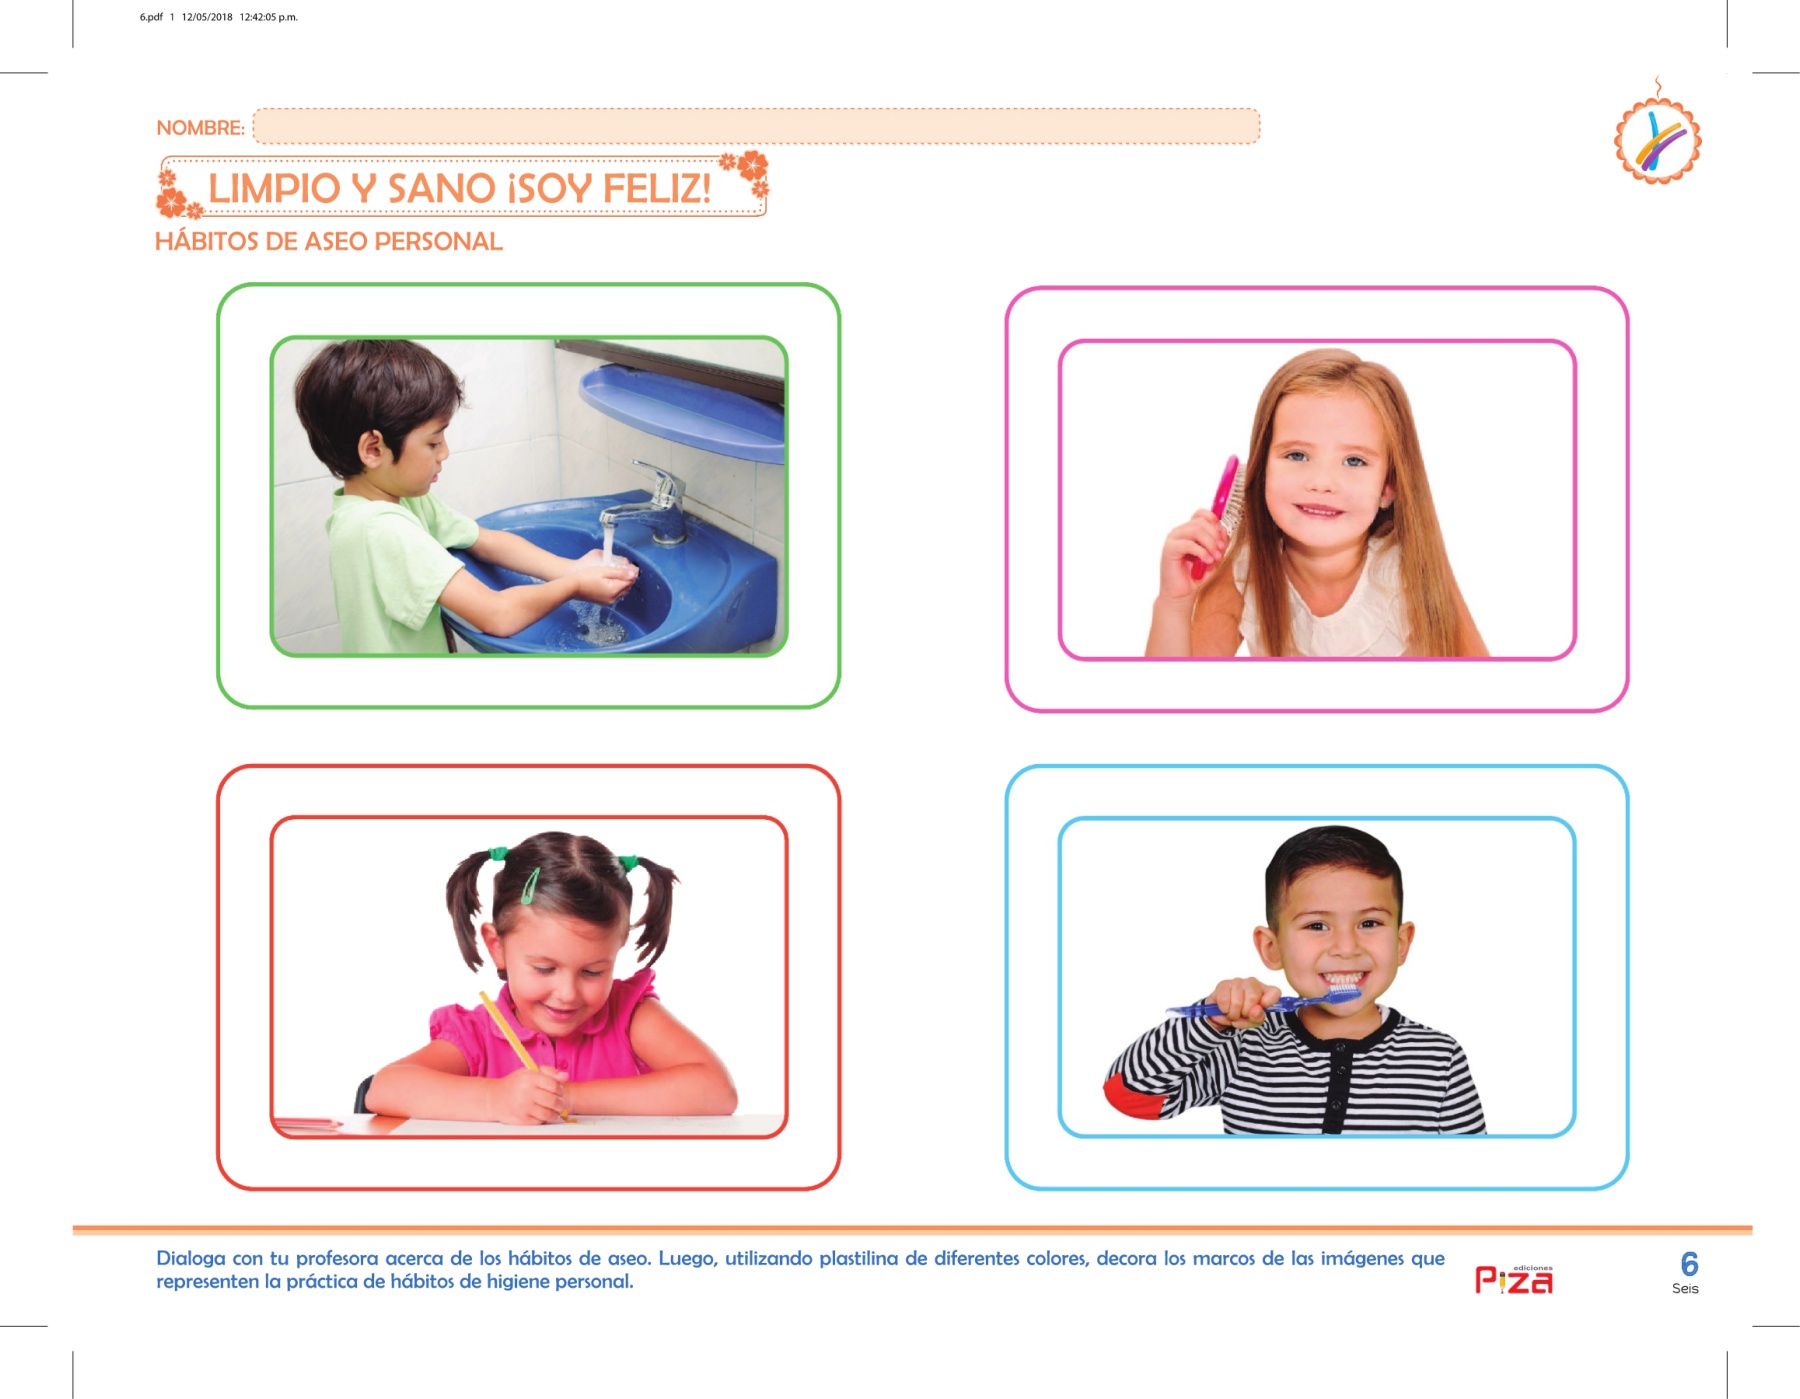 6.pdf 1 12/05/2018 12:42:05 p.m.
NOMBRE:
LIMPIO Y SANO ¡SOY FELIZ!
HÁBITOS DE ASEO PERSONAL
Dialoga con tu profesora acerca de los hábitos de aseo. Luego, utilizando plastilina de diferentes colores, decora los marcos de las imágenes que
representen la práctica de hábitos de higiene personal.
ediciones
Piza
6
Seis